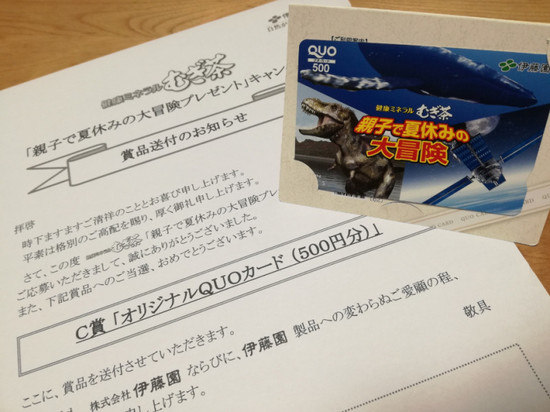 伊藤園
健康ミネラル むぎ茶
「親子で夏休みの大冒険プレゼント」キャン
賞品送付のお知らせ
拝啓
時下ますますご清祥のこととお喜び申し上げます。
平素は格別のご高配を賜り、厚く御礼申し上げます。
さて、この度 「親子で夏休みの大冒険プレ
ご応募いただきまして、誠にありがとうございました。
また、下記賞品へのご当選、おめでとうございます。
C賞「オリジナルQUOカード（500円分）」
ここに、賞品を送付させていただきます。
株式会社 伊藤園 ならびに、伊藤園 製品への変わらぬご愛顧の程、
申し上げます。
敬具
QUO
500
伊藤園
健康ミネラル むぎ茶
親子で夏休みの
大冒険